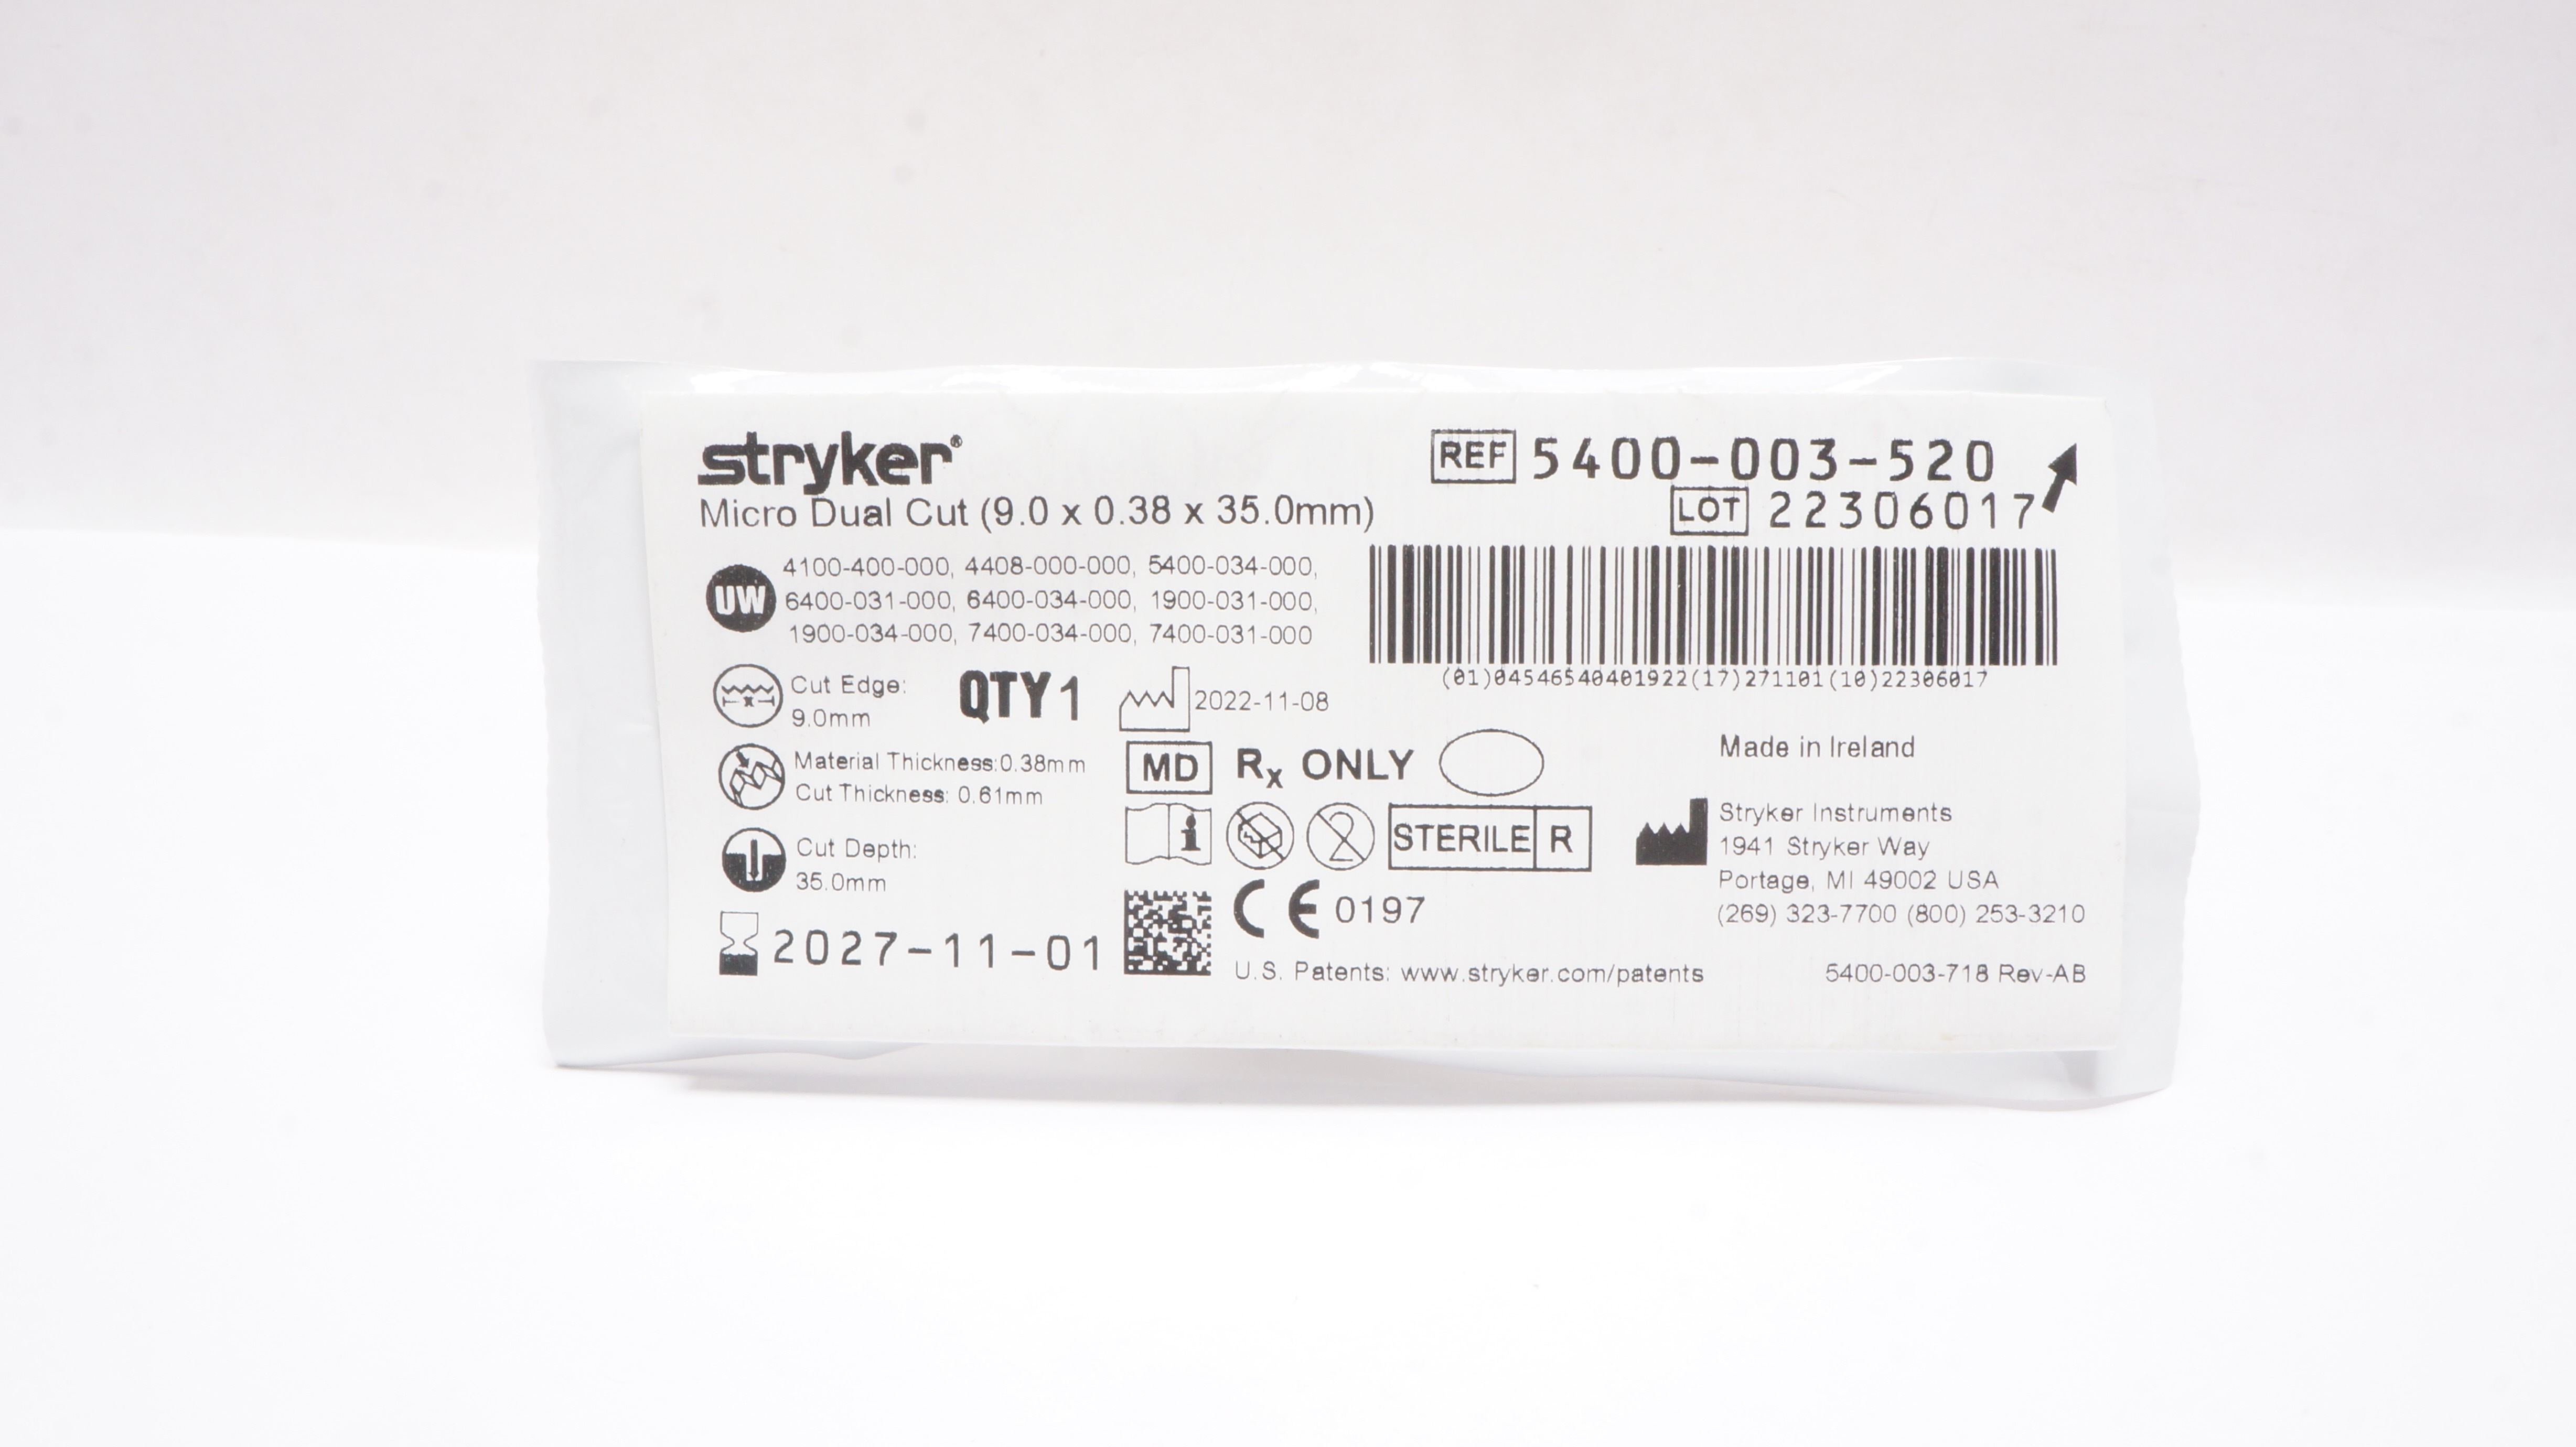 stryker®
Micro Dual Cut (9.0 x 0.38 x 35.0mm)
REF 5400-003-520
LOT 22306017
UW
4100-400-000, 4408-000-000, 5400-034-000,
6400-031-000, 6400-034-000, 1900-031-000,
1900-034-000, 7400-034-000, 7400-031-000
(01)04546540401922(17)271101(10)22306017
Cut Edge:
9.0mm
QTY 1
2022-11-08
Material Thickness:0.38mm
Cut Thickness: 0.61mm
MD Rx ONLY
Made in Ireland
Cut Depth:
35.0mm
2
STERILE R
Stryker Instruments
1941 Stryker Way
Portage, MI 49002 USA
(269) 323-7700 (800) 253-3210
2027-11-01
CE 0197
U.S. Patents: www.stryker.com/patents
5400-003-718 Rev-AB